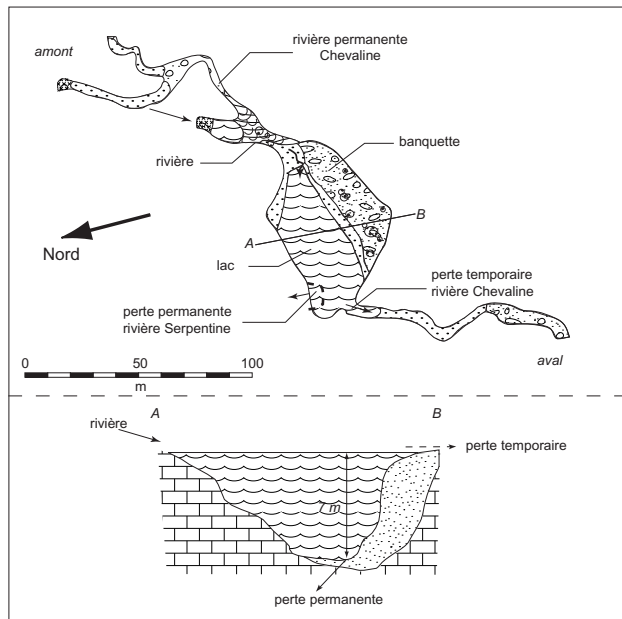 amont
rivière permanente
Chevaline
rivière
banquette
A
B
Nord
lac
perte permanente
rivière Serpentine
perte temporaire
rivière Chevaline
aval
0 50 100
m
A
B
rivière
perte temporaire
7 m
perte permanente